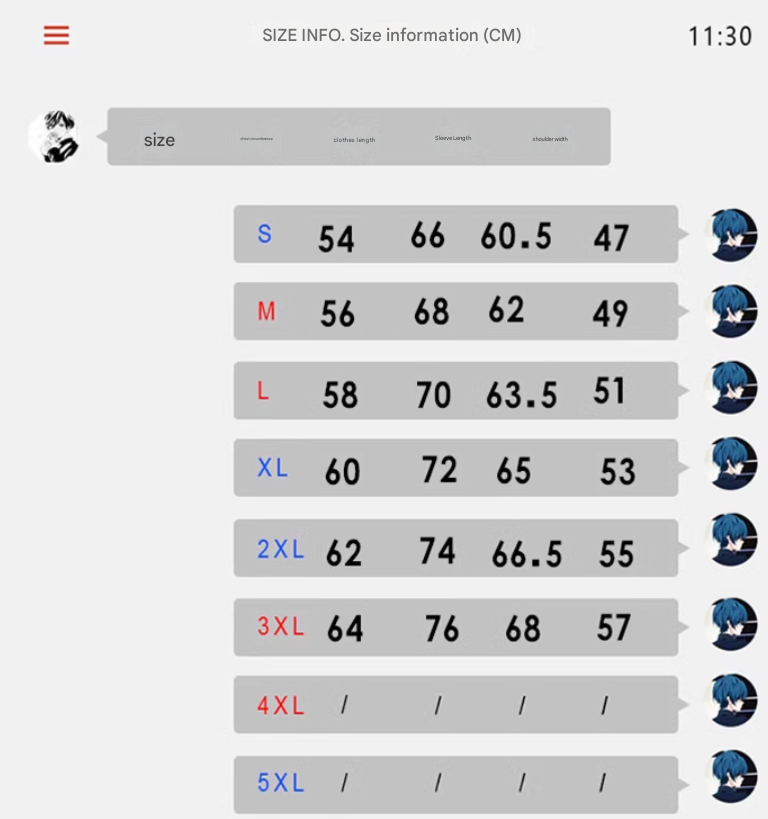 SIZE INFO. Size information (CM) 11:30
size clothes length Sleeve Length shoulder width
S 54 66 60.5 47
M 56 68 62 49
L 58 70 63.5 51
XL 60 72 65 53
2XL 62 74 66.5 55
3XL 64 76 68 57
4XL / / / /
5XL / / / /